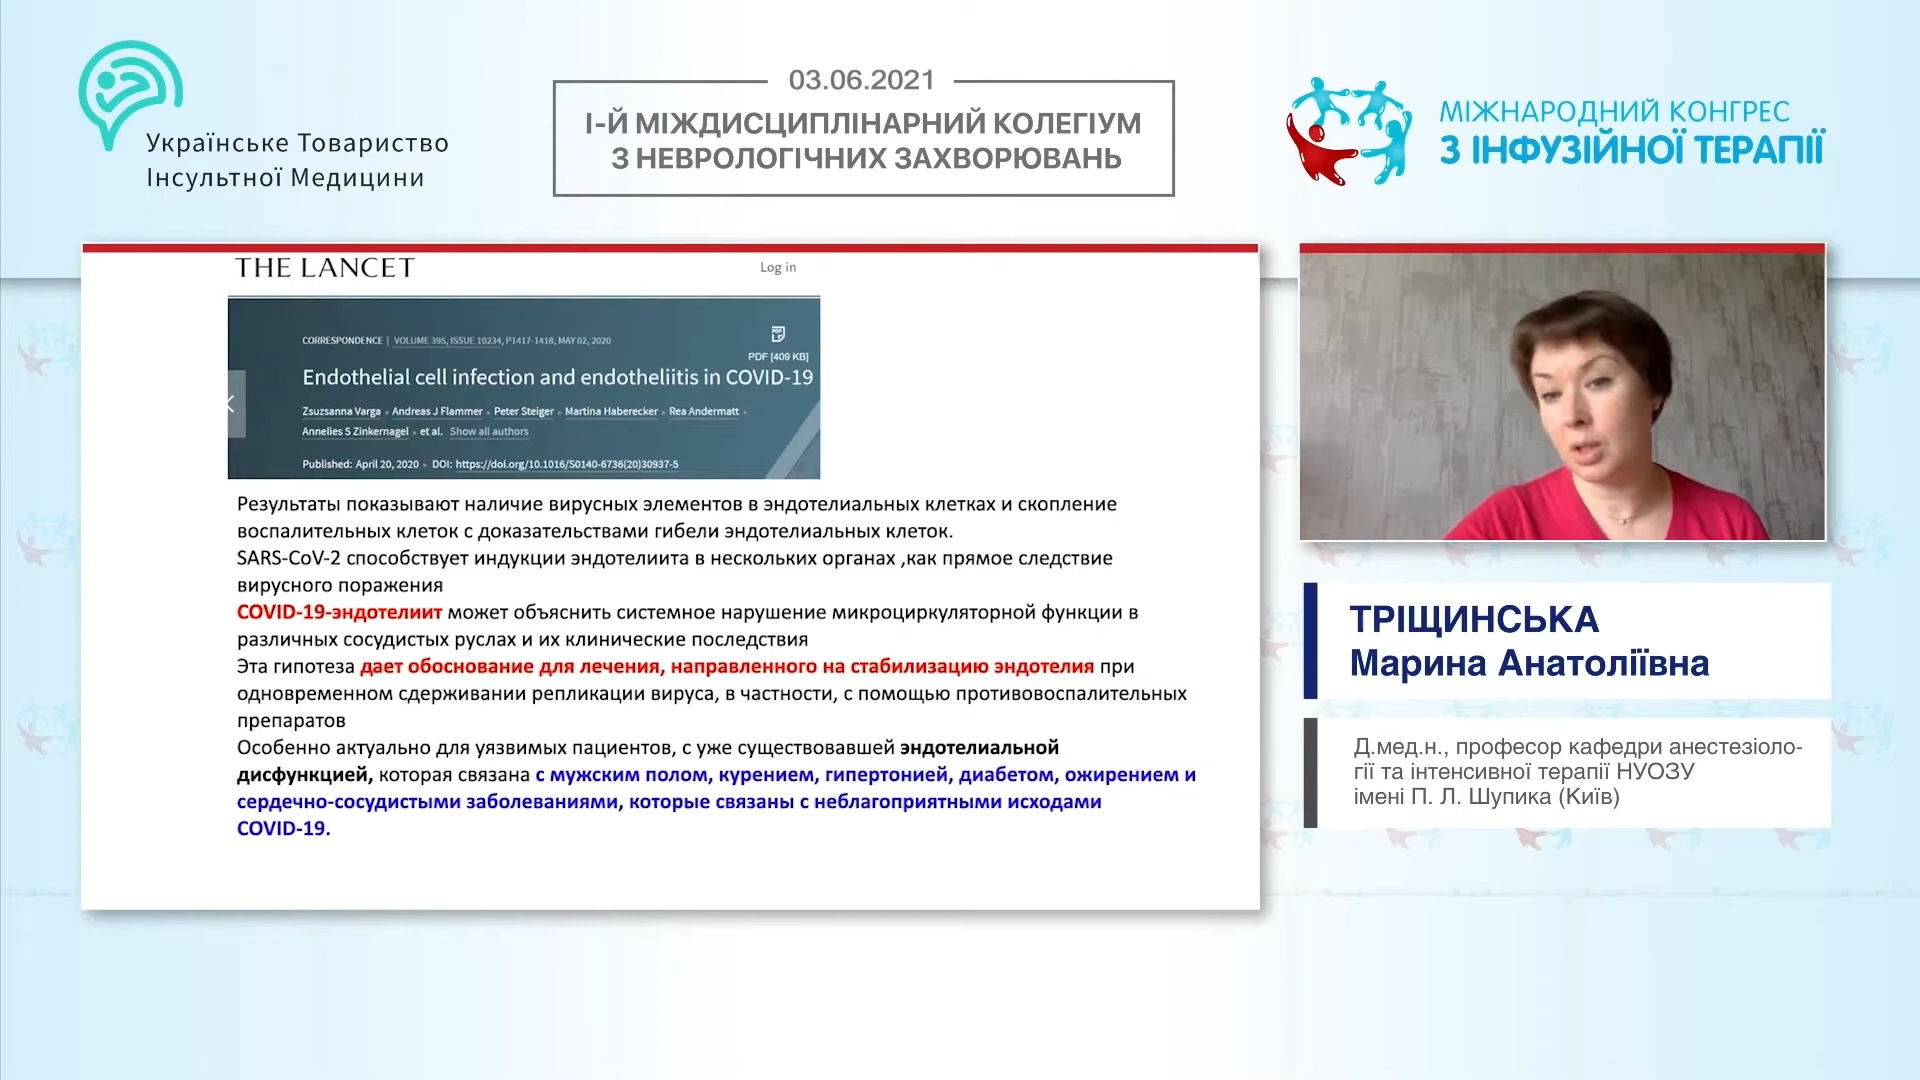 Українське Товариство
Інсультної Медицини
03.06.2021
І-Й МІЖДИСЦИПЛІНАРНИЙ КОЛЕГІУМ
З НЕВРОЛОГІЧНИХ ЗАХВОРЮВАНЬ
МІЖНАРОДНИЙ КОНГРЕС
З ІНФУЗІЙНОЇ ТЕРАПІЇ
THE LANCET
Log in
CORRESPONDENCE | VOLUME 395, ISSUE 10234, P1417-1418, MAY 02, 2020
PDF [409 KB]
Endothelial cell infection and endotheliitis in COVID-19
Zsuzsanna Varga • Andreas J Flammer • Peter Steiger • Martina Haberecker • Rea Andermatt •
Annelies S Zinkernagel • et al. Show all authors
Published: April 20, 2020 • DOI: https://doi.org/10.1016/S0140-6736(20)30937-5
Результаты показывают наличие вирусных элементов в эндотелиальных клетках и скопление
воспалительных клеток с доказательствами гибели эндотелиальных клеток.
SARS-CoV-2 способствует индукции эндотелиита в нескольких органах ,как прямое следствие
вирусного поражения
COVID-19-эндотелиит может объяснить системное нарушение микроциркуляторной функции в
различных сосудистых руслах и их клинические последствия
Эта гипотеза дает обоснование для лечения, направленного на стабилизацию эндотелия при
одновременном сдерживании репликации вируса, в частности, с помощью противовоспалительных
препаратов
Особенно актуально для уязвимых пациентов, с уже существовавшей эндотелиальной
дисфункцией, которая связана с мужским полом, курением, гипертонией, диабетом, ожирением и
сердечно-сосудистыми заболеваниями, которые связаны с неблагоприятными исходами
COVID-19.
ТРІЩИНСЬКА
Марина Анатоліївна
Д.мед.н., професор кафедри анестезіоло-
гії та інтенсивної терапії НУОЗУ
імені П. Л. Шупика (Київ)